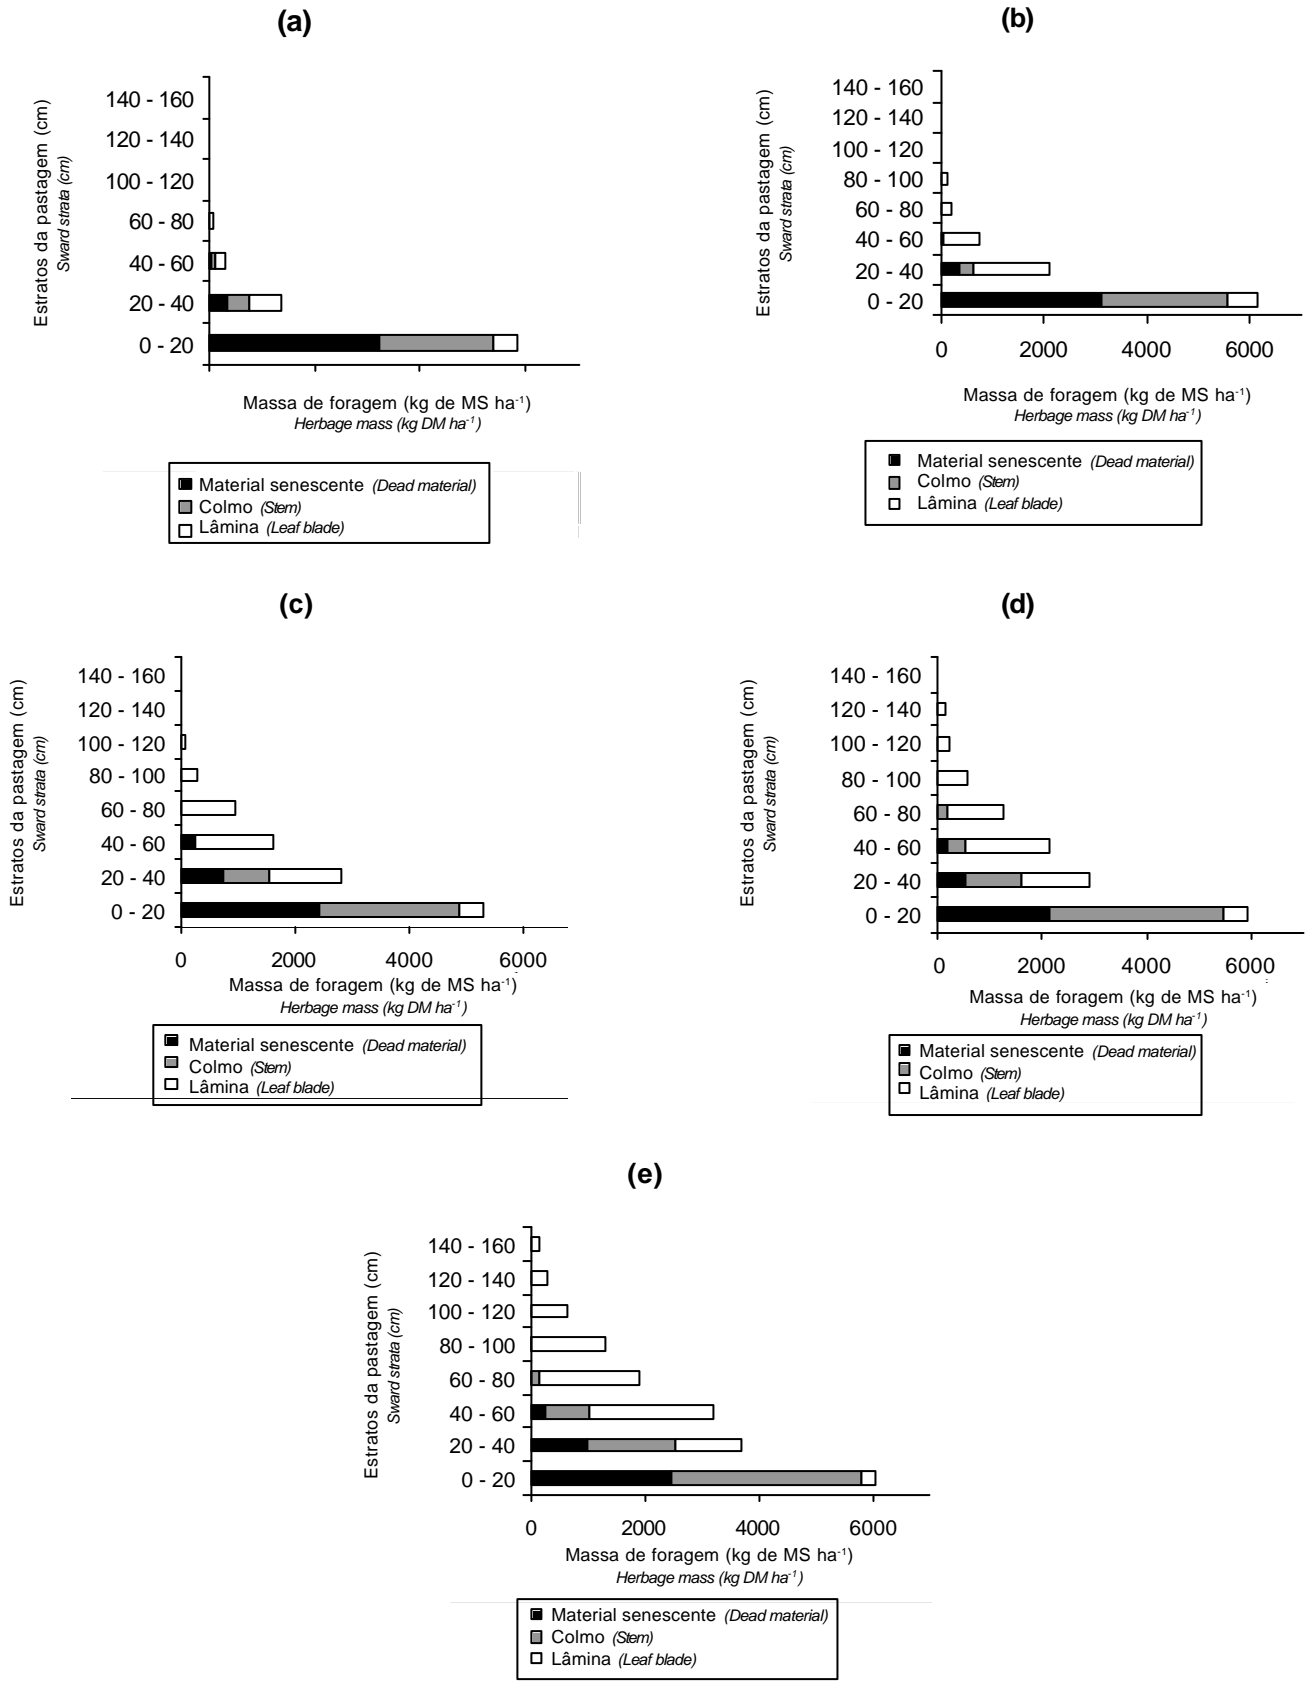 (a)
Estratos da pastagem (cm)
Sward strata (cm)
140 - 160
120 - 140
100 - 120
60 - 80
40 - 60
20 - 40
0 - 20
Massa de foragem (kg de MS ha-1)
Herbage mass (kg DM ha-1)
Material senescente (Dead material)
Colmo (Stem)
Lâmina (Leaf blade)
(b)
Estratos da pastagem (cm)
Sward strata (cm)
140 - 160
120 - 140
100 - 120
80 - 100
60 - 80
40 - 60
20 - 40
0 - 20
0 2000 4000 6000
Massa de foragem (kg de MS ha-1)
Herbage mass (kg DM ha-1)
Material senescente (Dead material)
Colmo (Stem)
Lâmina (Leaf blade)
(c)
Estratos da pastagem (cm)
Sward strata (cm)
140 - 160
120 - 140
100 - 120
80 - 100
60 - 80
40 - 60
20 - 40
0 - 20
0 2000 4000 6000
Massa de foragem (kg de MS ha-1)
Herbage mass (kg DM ha-1)
Material senescente (Dead material)
Colmo (Stem)
Lâmina (Leaf blade)
(d)
Estratos da pastagem (cm)
Sward strata (cm)
140 - 160
120 - 140
100 - 120
80 - 100
60 - 80
40 - 60
20 - 40
0 - 20
0 2000 4000 6000
Massa de foragem (kg de MS ha-1)
Herbage mass (kg DM ha-1)
Material senescente (Dead material)
Colmo (Stem)
Lâmina (Leaf blade)
(e)
Estratos da pastagem (cm)
Sward strata (cm)
140 - 160
120 - 140
100 - 120
80 - 100
60 - 80
40 - 60
20 - 40
0 - 20
0 2000 4000 6000
Massa de foragem (kg de MS ha-1)
Herbage mass (kg DM ha-1)
Material senescente (Dead material)
Colmo (Stem)
Lâmina (Leaf blade)